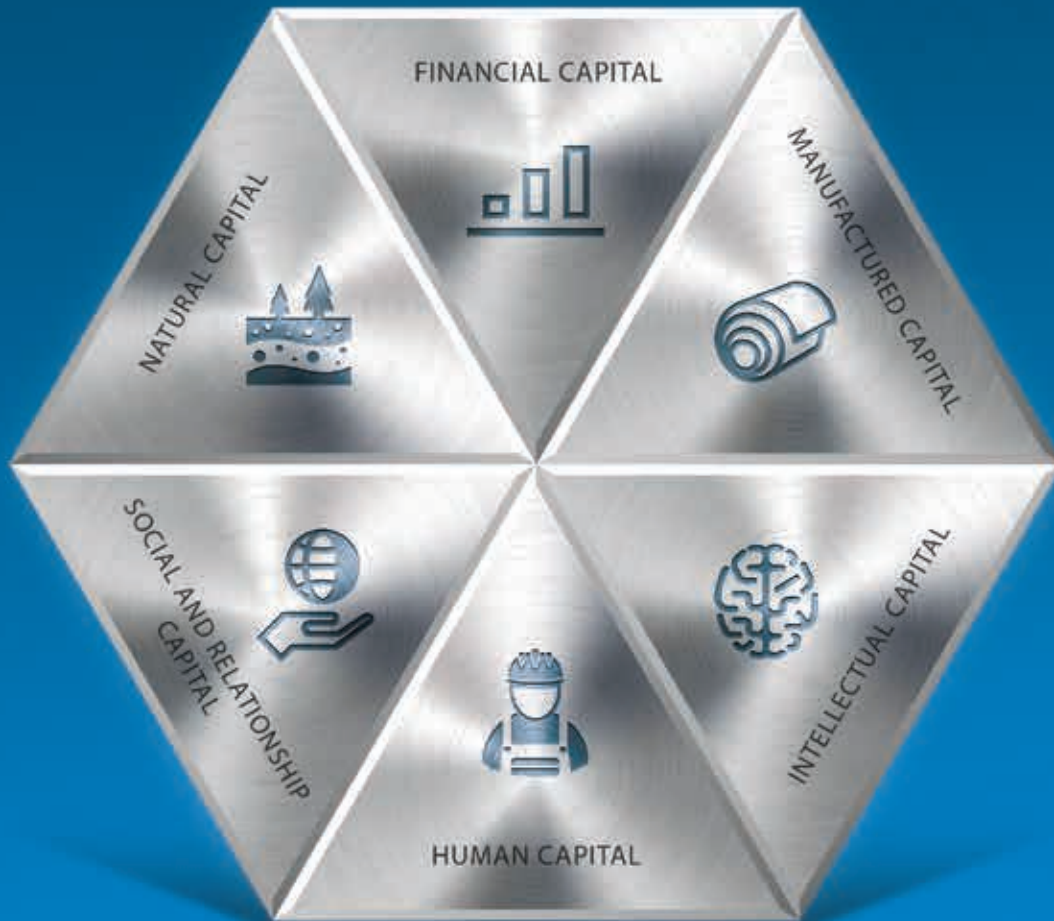 FINANCIAL CAPITAL
MANUFACTURED CAPITAL
INTELLECTUAL CAPITAL
HUMAN CAPITAL
SOCIAL AND RELATIONSHIP
CAPITAL
NATURAL CAPITAL